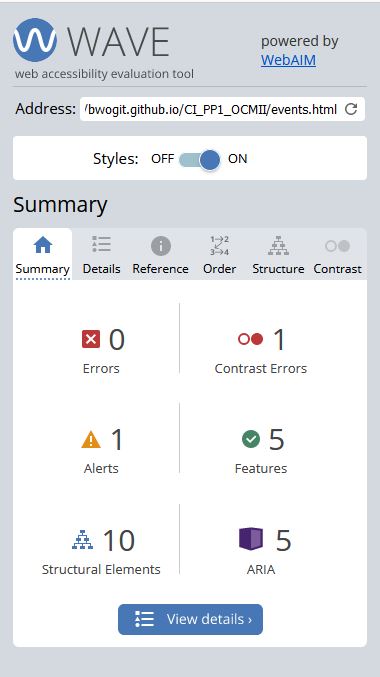 WAVE
web accessibility evaluation tool
powered by
WebAIM
Address: /bwogit.github.io/CI_PP1_OCMII/events.html
Styles: OFF ON
Summary
Summary Details Reference Order Structure Contrast
0
Errors
1
Contrast Errors
1
Alerts
5
Features
10
Structural Elements
5
ARIA
View details ›